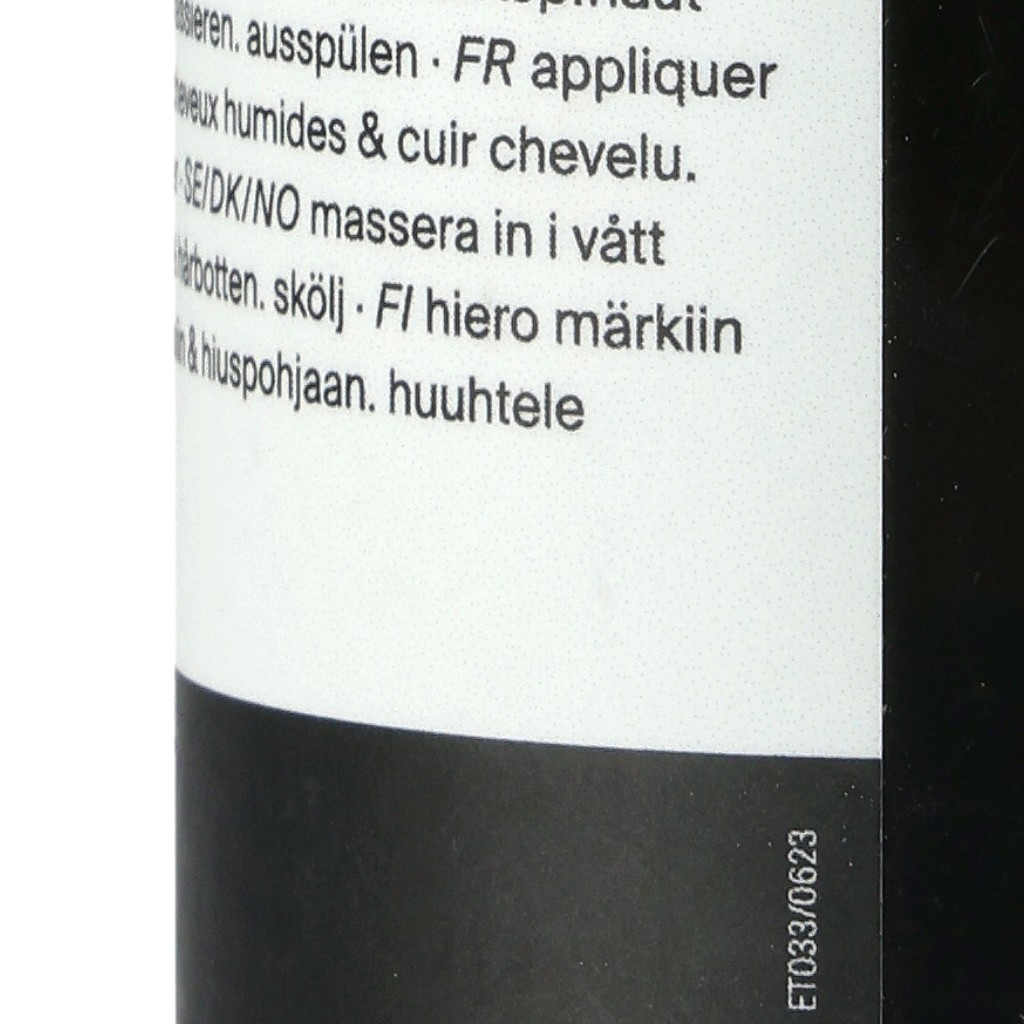 ausspülen · FR appliquer
humides & cuir chevelu.
SE/DK/NO massera in i vått
hårbotten. skölj · FI hiero märkiin
& hiuspohjaan. huuhtele
ET033/0623